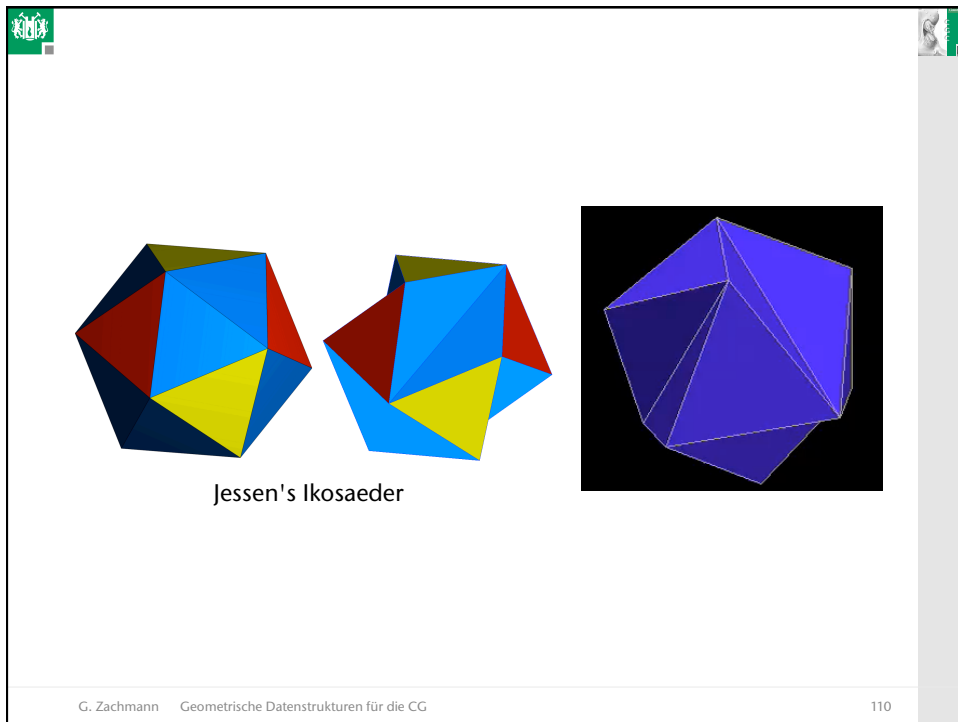 Jessen's Ikosaeder
G. Zachmann Geometrische Datenstrukturen für die CG 110